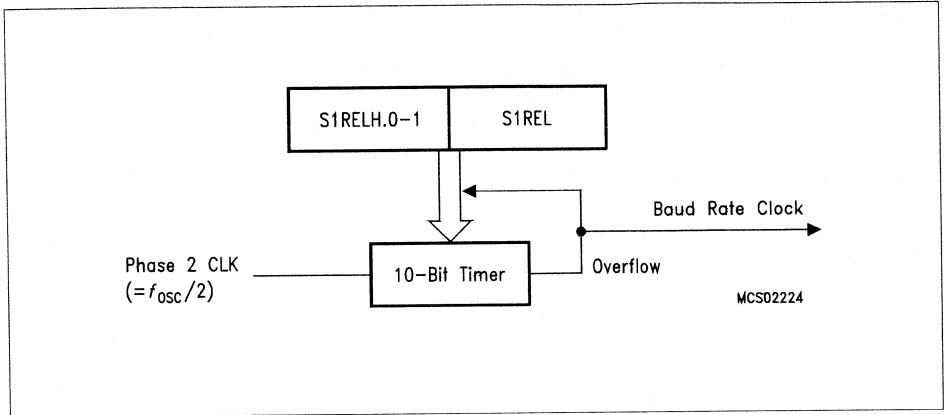 S1RELH.0-1 S1REL
Baud Rate Clock
Phase 2 CLK
(=fOSC/2)
10-Bit Timer
Overflow
MCS02224